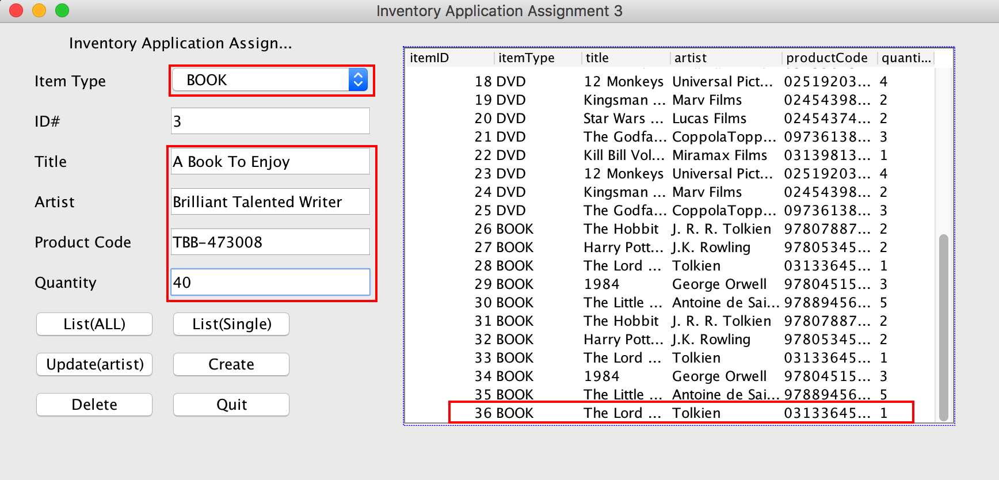 Inventory Application Assignment 3
Inventory Application Assign...
Item Type BOOK
ID# 3
Title A Book To Enjoy
Artist Brilliant Talented Writer
Product Code TBB-473008
Quantity 40
List(ALL) List(Single)
Update(artist) Create
Delete Quit
itemID itemType title artist productCode quanti...
18 DVD 12 Monkeys Universal Pict... 02519203... 4
19 DVD Kingsman ... Marv Films 02454398... 2
20 DVD Star Wars ... Lucas Films 02454374... 2
21 DVD The Godfa... CoppolaTopp... 09736138... 3
22 DVD Kill Bill Vol... Miramax Films 03139813... 1
23 DVD 12 Monkeys Universal Pict... 02519203... 4
24 DVD Kingsman ... Marv Films 02454398... 2
25 DVD The Godfa... CoppolaTopp... 09736138... 3
26 BOOK The Hobbit J. R. R. Tolkien 97807887... 2
27 BOOK Harry Pott... J.K. Rowling 97805345... 2
28 BOOK The Lord ... Tolkien 03133645... 1
29 BOOK 1984 George Orwell 97804515... 3
30 BOOK The Little ... Antoine de Sai... 97889456... 5
31 BOOK The Hobbit J. R. R. Tolkien 97807887... 2
32 BOOK Harry Pott... J.K. Rowling 97805345... 2
33 BOOK The Lord ... Tolkien 03133645... 1
34 BOOK 1984 George Orwell 97804515... 3
35 BOOK The Little ... Antoine de Sai... 97889456... 5
36 BOOK The Lord ... Tolkien 03133645... 1